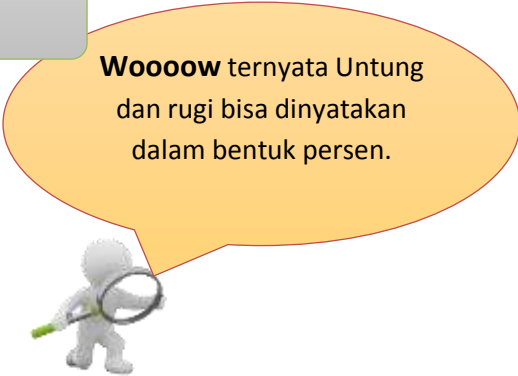 Woooow ternyata Untung
dan rugi bisa dinyatakan
dalam bentuk persen.